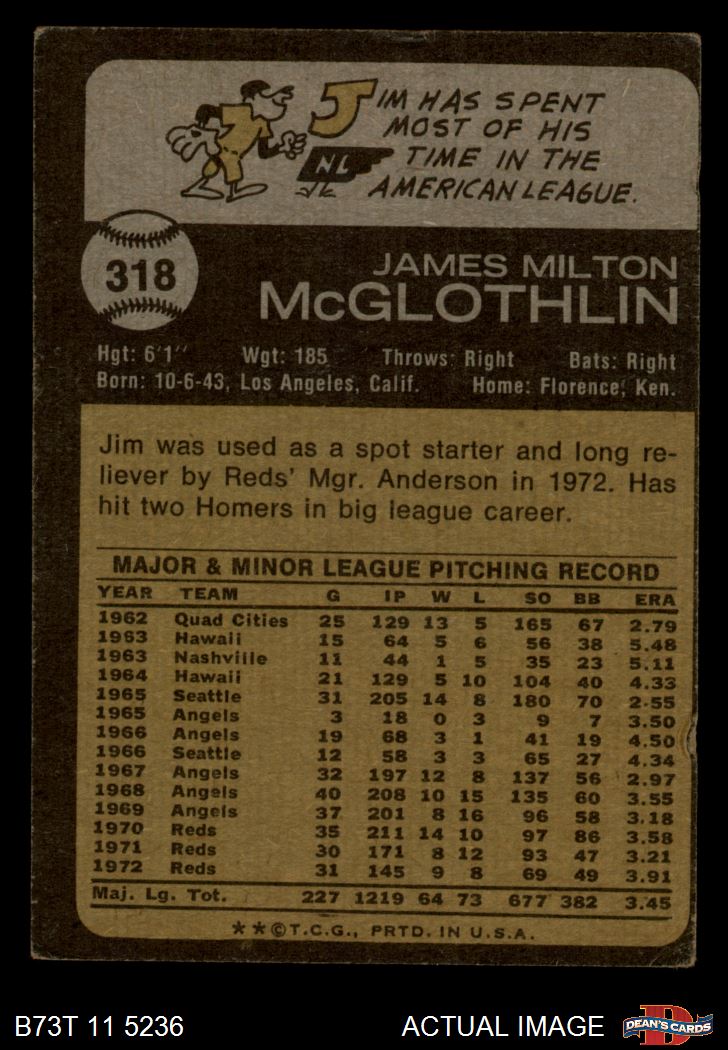 JIM HAS SPENT
MOST OF HIS
TIME IN THE
AMERICAN LEAGUE.
NL
318
JAMES MILTON
McGLOTHLIN
Hgt: 6'1" Wgt: 185 Throws: Right Bats: Right
Born: 10-6-43, Los Angeles, Calif. Home: Florence, Ken.
Jim was used as a spot starter and long re-
liever by Reds' Mgr. Anderson in 1972. Has
hit two Homers in big league career.
MAJOR & MINOR LEAGUE PITCHING RECORD
YEAR TEAM G IP W L SO BB ERA
1962 Quad Cities 25 129 13 5 165 67 2.79
1963 Hawaii 15 64 5 6 56 38 5.48
1963 Nashville 11 44 1 5 35 23 5.11
1964 Hawaii 21 129 5 10 104 40 4.33
1965 Seattle 31 205 14 8 180 70 2.55
1965 Angels 3 18 0 3 9 7 3.50
1966 Angels 19 68 3 1 41 19 4.50
1966 Seattle 12 58 3 3 65 27 4.34
1967 Angels 32 197 12 8 137 56 2.97
1968 Angels 40 208 10 15 135 60 3.55
1969 Angels 37 201 8 16 96 58 3.18
1970 Reds 35 211 14 10 97 86 3.58
1971 Reds 30 171 8 12 93 47 3.21
1972 Reds 31 145 9 8 69 49 3.91
Maj. Lg. Tot. 227 1219 64 73 677 382 3.45
**©T.C.G., PRTD. IN U.S.A.
B73T 11 5236 ACTUAL IMAGE
D
DEAN'S CARDS